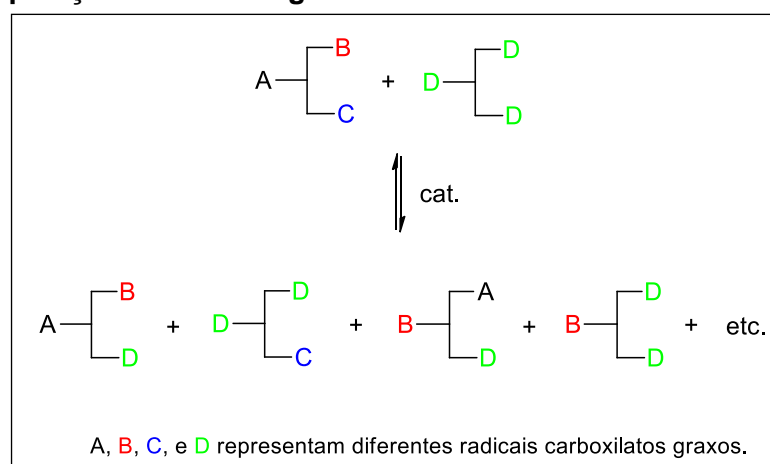 B
A + D
D
C D
cat.
B D A D
A + D + B + B + etc.
D C D D
A, B, C, e D representam diferentes radicais carboxilatos graxos.